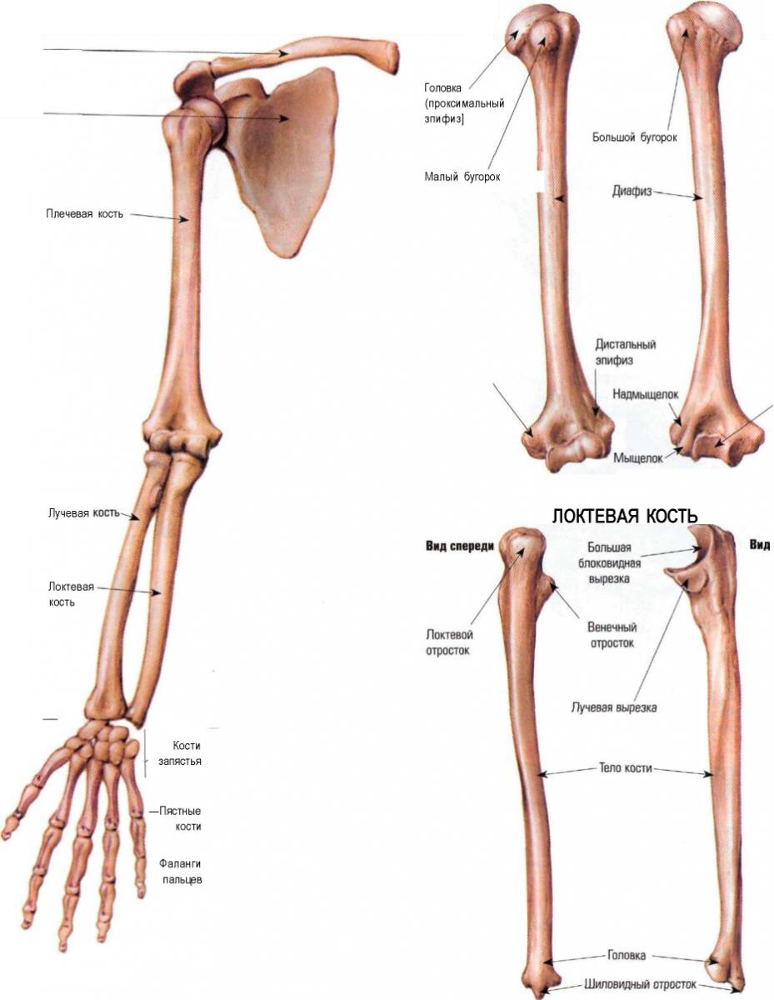 Плечевая кость
Лучевая кость
Локтевая
кость
Кости
запястья
Пястные
кости
Фаланги
пальцев
Головка
(проксимальный
эпифиз]
Малый бугорок
Большой бугорок
Диафиз
Дистальный
эпифиз
Надмыщелок
Мыщелок
ЛОКТЕВАЯ КОСТЬ
Вид спереди
Большая
блоковидная
вырезка
Вид
Локтевой
отросток
Венечный
отросток
Лучевая вырезка
Тело кости
Головка
Шиловидный отросток